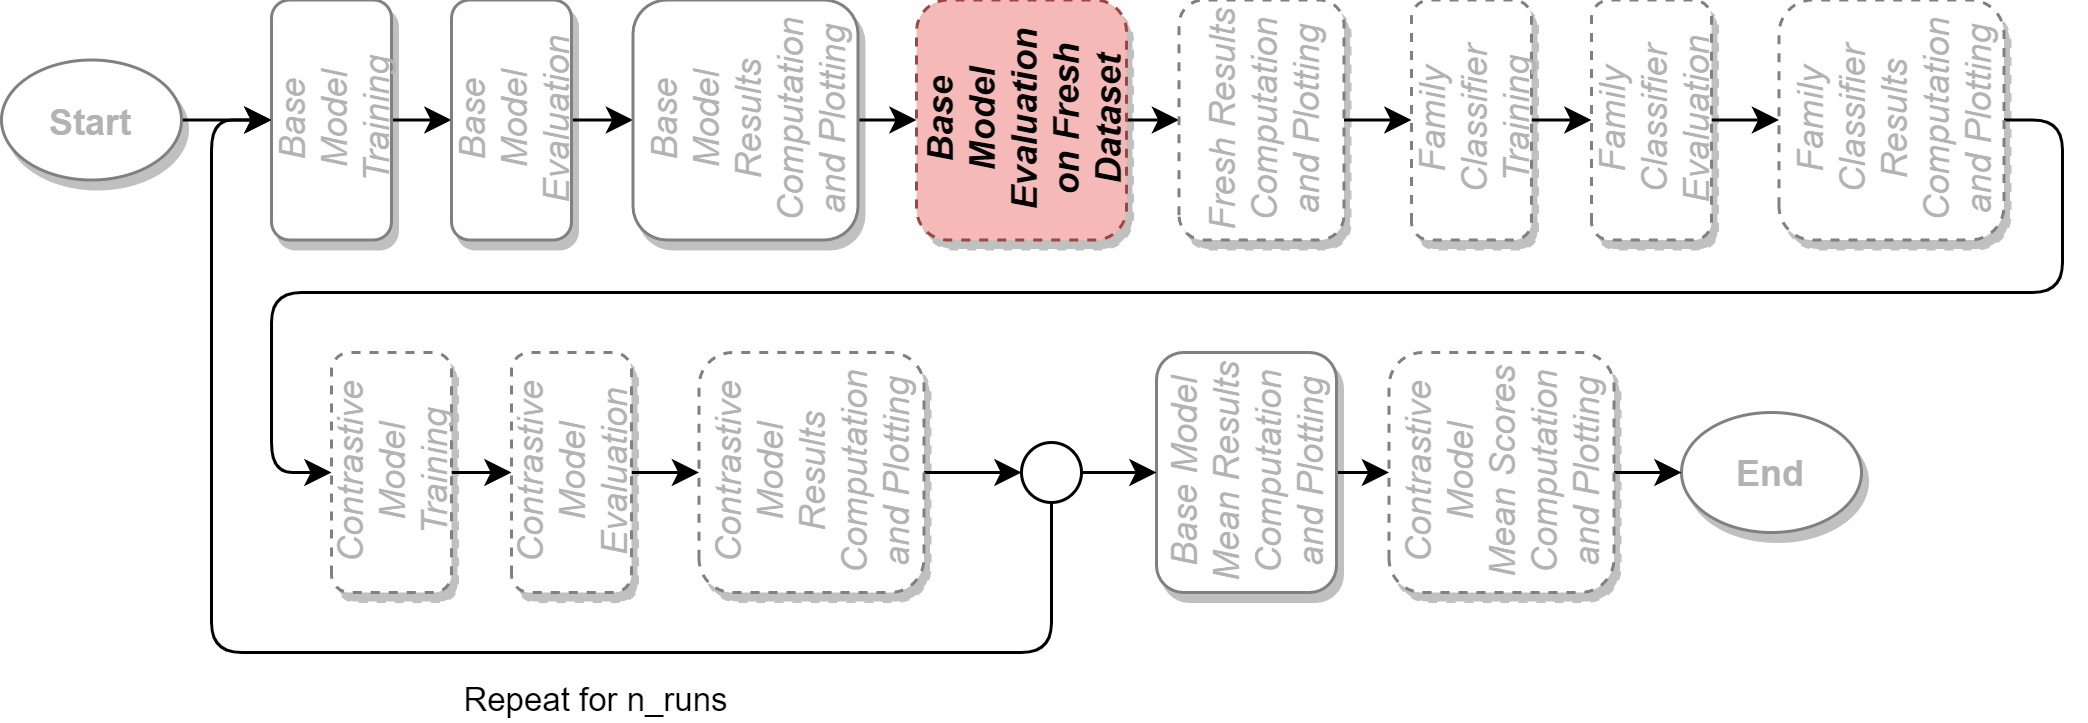 Start
Base
Model
Training
Base
Model
Evaluation
Base
Model
Results
Computation
and Plotting
Base
Model
Evaluation
on Fresh
Dataset
Fresh Results
Computation
and Plotting
Family
Classifier
Training
Family
Classifier
Evaluation
Family
Classifier
Results
Computation
and Plotting
Contrastive
Model
Training
Contrastive
Model
Evaluation
Contrastive
Model
Results
Computation
and Plotting
Base Model
Mean Results
Computation
and Plotting
Contrastive
Model
Mean Scores
Computation
and Plotting
End
Repeat for n_runs